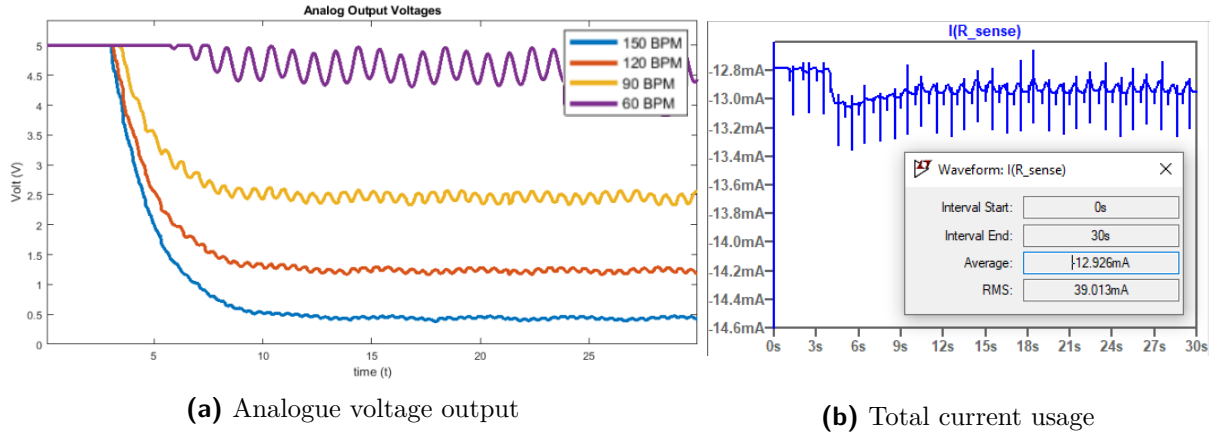 Analog Output Voltages
Volt (V)
5
4.5
4
3.5
3
2.5
2
1.5
1
0.5
0
5
10
15
20
25
time (t)
150 BPM
120 BPM
90 BPM
60 BPM
(a) Analogue voltage output
I(R_sense)
-12.8mA
-13.0mA
-13.2mA
-13.4mA
-13.6mA
-13.8mA
-14.0mA
-14.2mA
-14.4mA
-14.6mA
0s
3s
6s
9s
12s
15s
18s
21s
24s
27s
30s
Waveform: I(R_sense)
Interval Start: 0s
Interval End: 30s
Average: -12.926mA
RMS: 39.013mA
(b) Total current usage